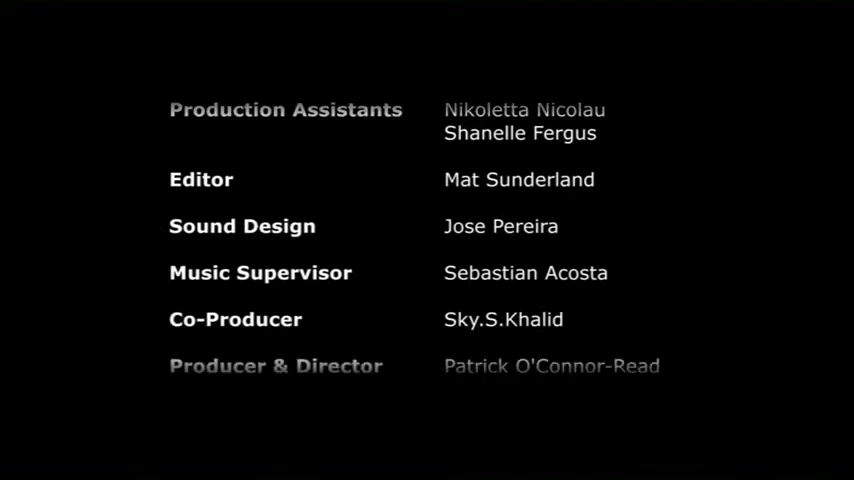 Production Assistants Nikoletta Nicolau
Shanelle Fergus
Editor Mat Sunderland
Sound Design Jose Pereira
Music Supervisor Sebastian Acosta
Co-Producer Sky.S.Khalid
Producer & Director Patrick O'Connor-Read